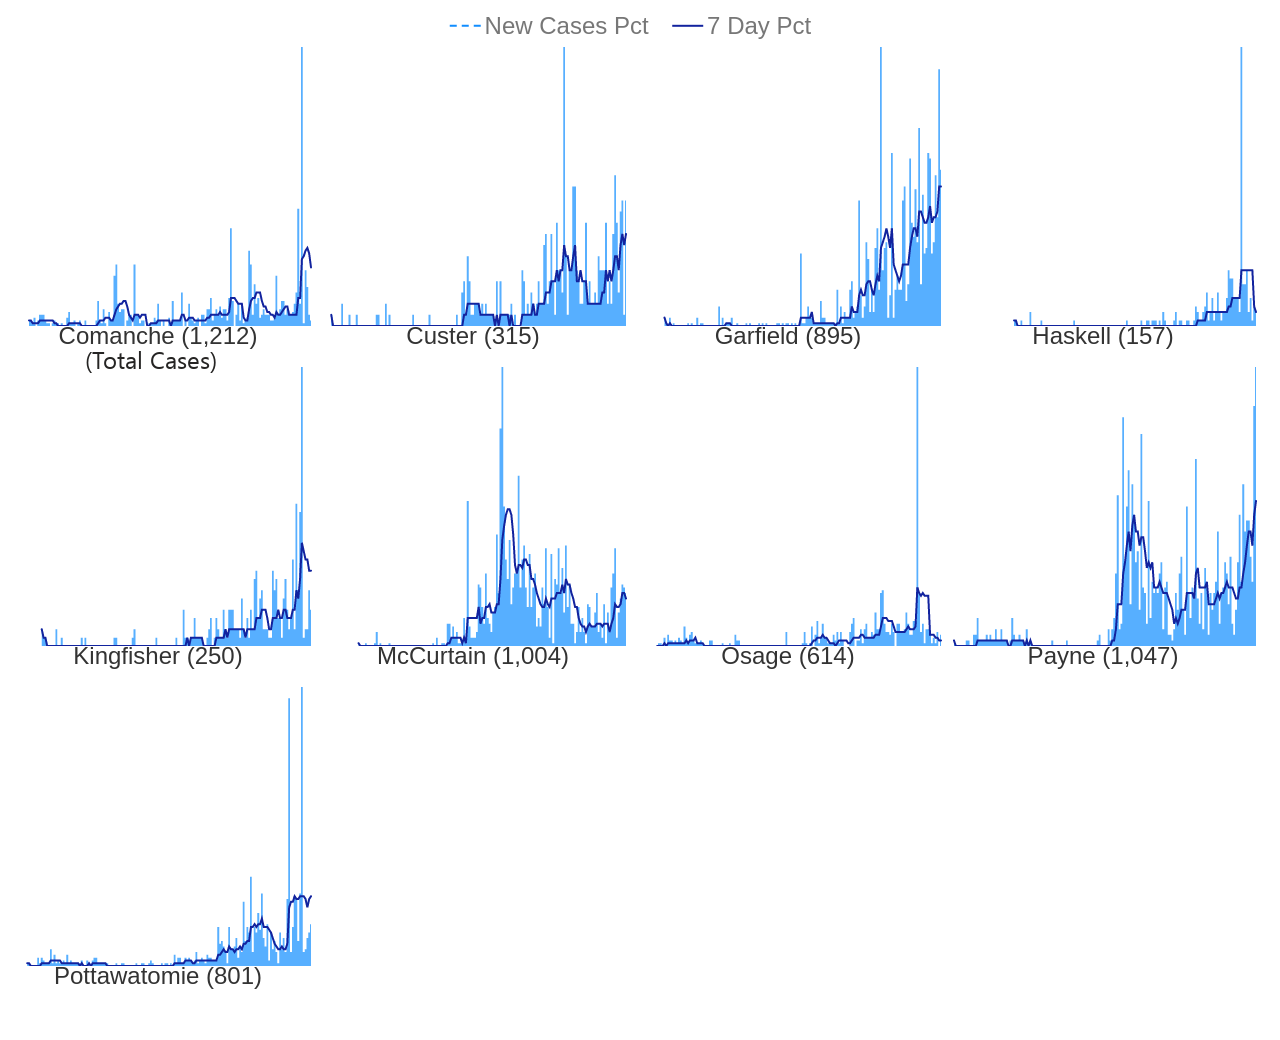 New Cases Pct 7 Day Pct
Comanche (1,212) Custer (315) Garfield (895) Haskell (157)
(Total Cases)
Kingfisher (250) McCurtain (1,004) Osage (614) Payne (1,047)
Pottawatomie (801)